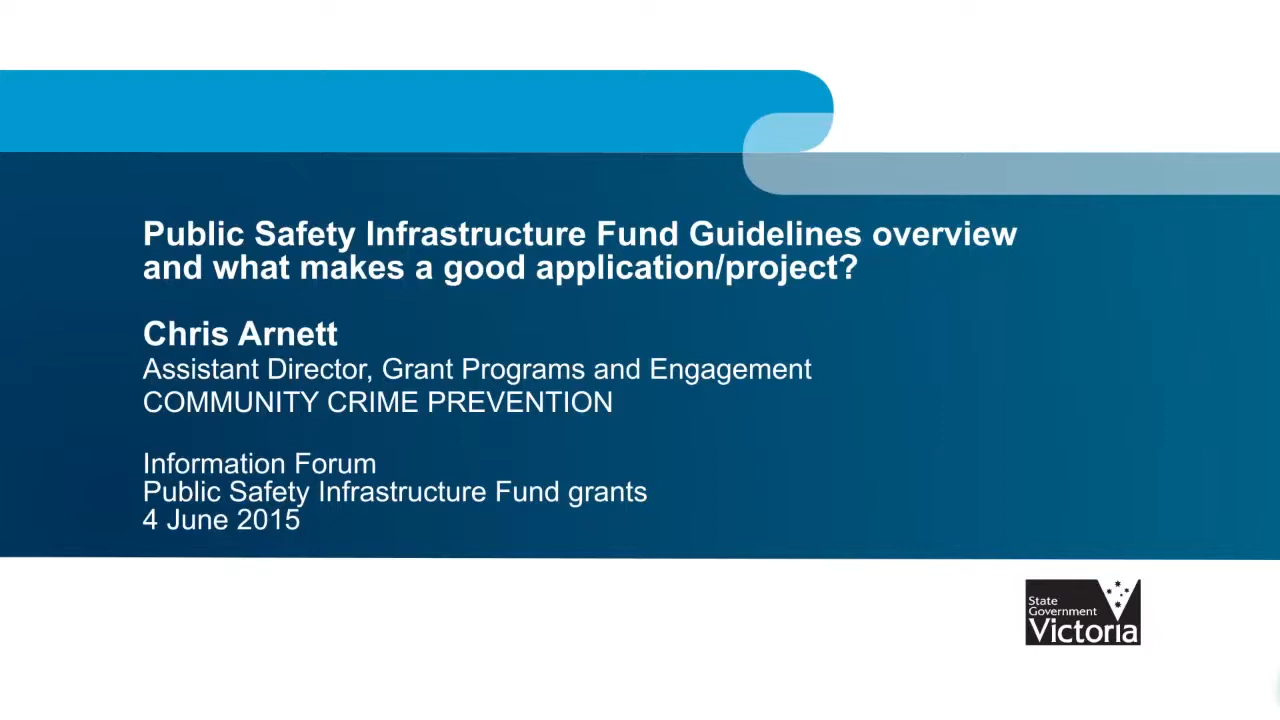 Public Safety Infrastructure Fund Guidelines overview
and what makes a good application/project?
Chris Arnett
Assistant Director, Grant Programs and Engagement
COMMUNITY CRIME PREVENTION
Information Forum
Public Safety Infrastructure Fund grants
4 June 2015
State
Government
Victoria